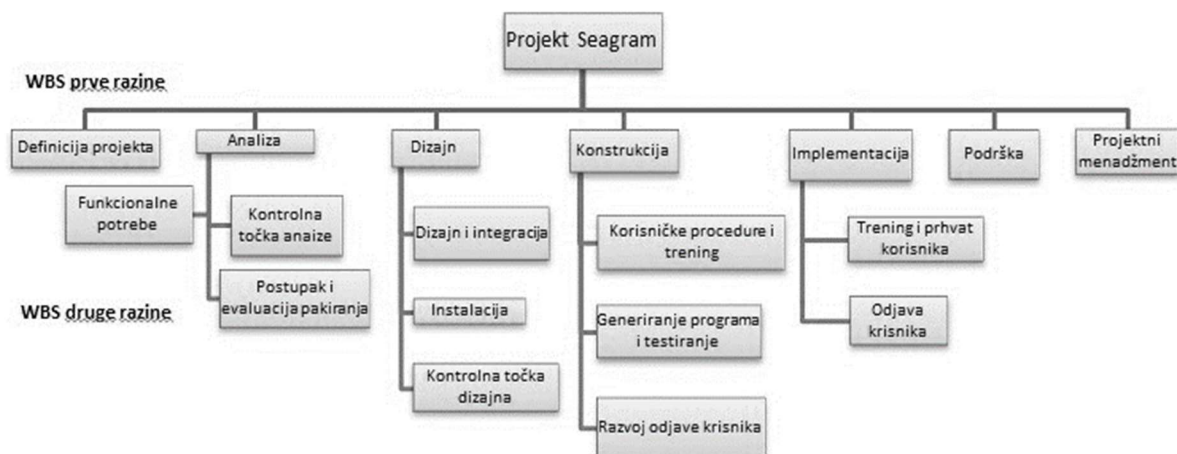 Projekt Seagram
WBS prve razine
Definicija projekta
Analiza
Dizajn
Konstrukcija
Implementacija
Podrška
Projektni
menadžment
Funkcionalne
potrebe
Kontrolna
točka anaize
Postupak i
evaluacija pakiranja
WBS druge razine
Dizajn i integracija
Instalacija
Kontrolna točka
dizajna
Korisničke procedure i
trening
Generiranje programa
i testiranje
Razvoj odjave krisnika
Trening i prhvat
korisnika
Odjava
krisnika